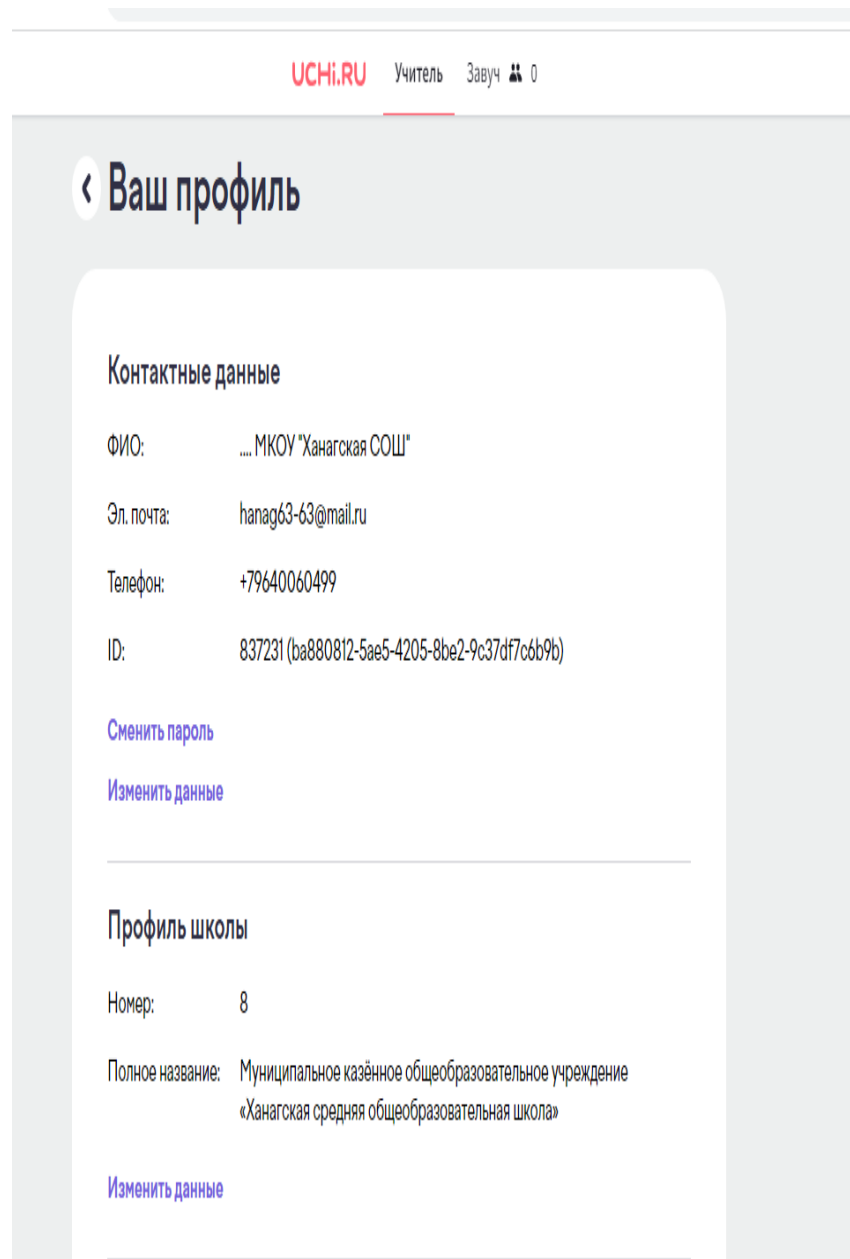 UCHi.RU Учитель Завуч 0
Ваш профиль
Контактные данные
ФИО: .... МКОУ "Ханагская СОШ"
Эл. почта: hanag63-63@mail.ru
Телефон: +79640060499
ID: 837231 (ba880812-5ae5-4205-8be2-9c37df7c6b9b)
Сменить пароль
Изменить данные
Профиль школы
Номер: 8
Полное название: Муниципальное казённое общеобразовательное учреждение
«Ханагская средняя общеобразовательная школа»
Изменить данные